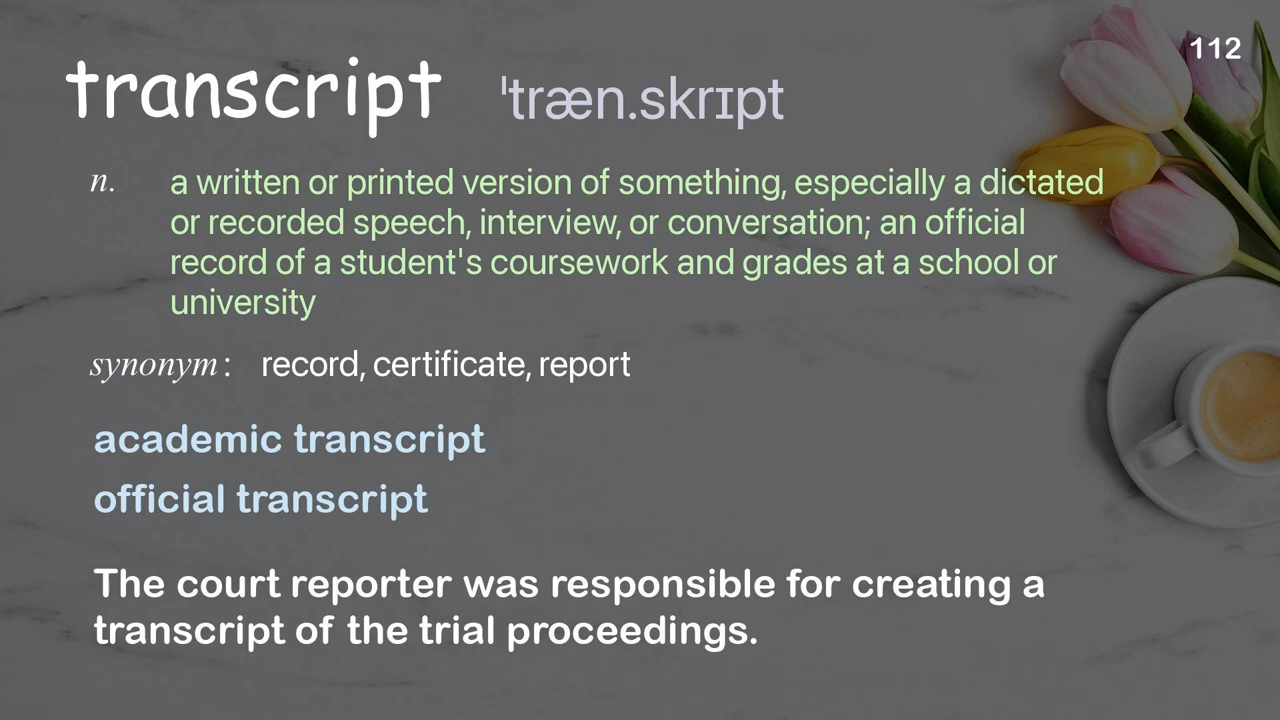 112
transcript ˈtræn.skrɪpt
n. a written or printed version of something, especially a dictated
or recorded speech, interview, or conversation; an official
record of a student's coursework and grades at a school or
university
synonym: record, certificate, report
academic transcript
official transcript
The court reporter was responsible for creating a
transcript of the trial proceedings.